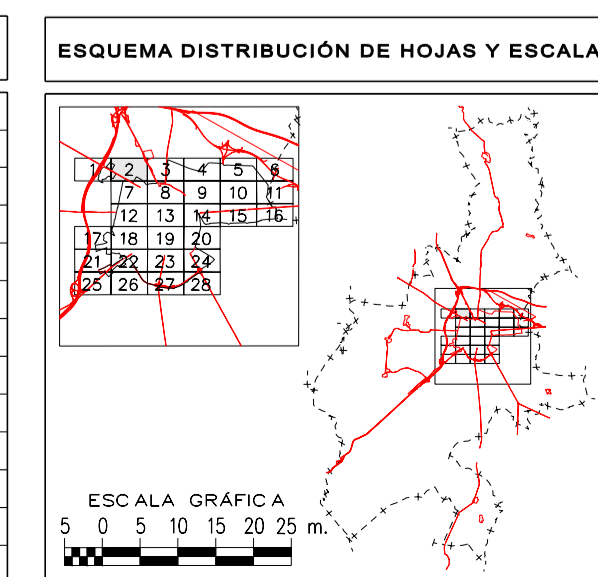 ESQUEMA DISTRIBUCIÓN DE HOJAS Y ESCALA
1 2 3 4 5 6
7 8 9 10 11
12 13 14 15 16
17 18 19 20
21 22 23 24
25 26 27 28
ESCALA GRÁFICA
5 0 5 10 15 20 25 m.